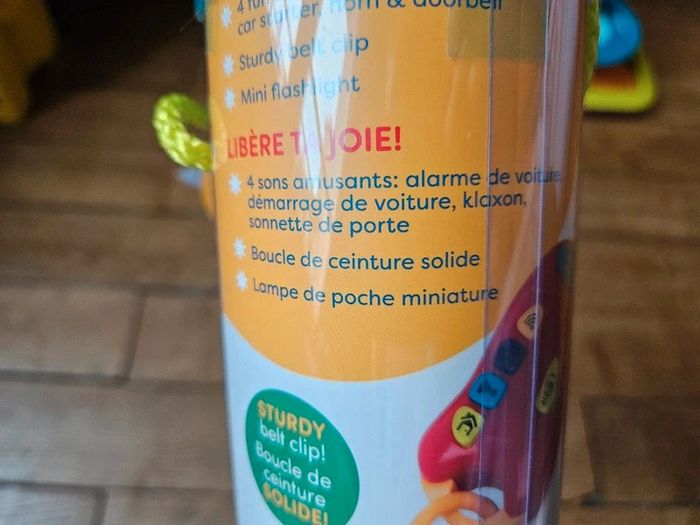 4 fun
car starter, horn & doorbell
Sturdy belt clip
Mini flashlight
LIBÈRE TA JOIE!
4 sons amusants: alarme de voiture,
démarrage de voiture, klaxon,
sonnette de porte
Boucle de ceinture solide
Lampe de poche miniature
STURDY
belt clip!
Boucle de
ceinture
SOLIDE!